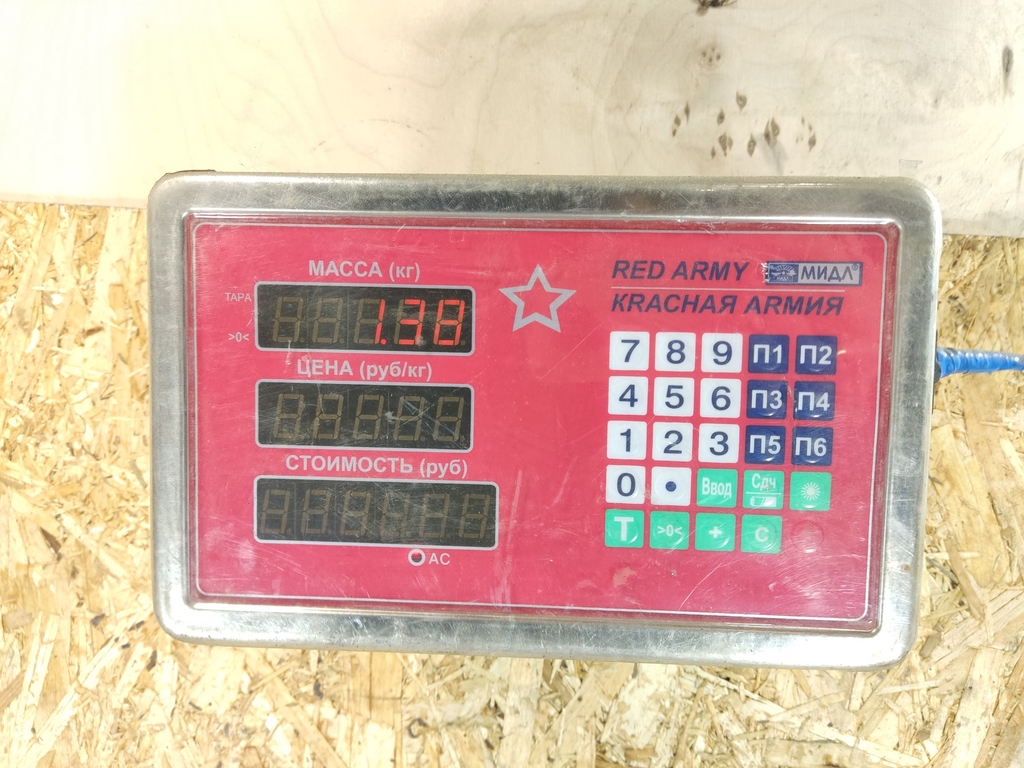 МАССА (кг)
ТАРА
>0<
1.38
ЦЕНА (руб/кг)
СТОИМОСТЬ (руб)
AC
RED ARMY МИДЛ
КRАСНАЯ ARМИЯ
7 8 9 П1 П2
4 5 6 П3 П4
1 2 3 П5 П6
0 • Ввод Сдч
T >0< + C